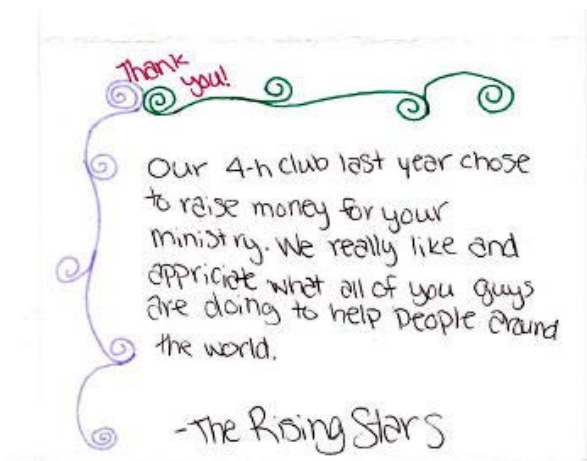 Thank
you!
Our 4-h club last year chose
to raise money for your
ministry. We really like and
appriciate what all of you guys
are doing to help people around
the world.
-The Rising Stars